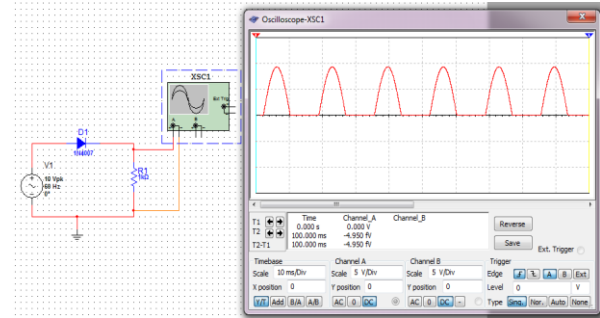 Oscilloscope-XSC1
XSC1
Ext Trig
A B
D1
1N4007
V1
10 Vpk
60 Hz
0°
R1
1kΩ
Time Channel_A Channel_B
T1 0.000 s 0.000 V
T2 100.000 ms -4.950 fV
T2-T1 100.000 ms -4.950 fV
Reverse
Save
Ext. Trigger
Timebase Channel A Channel B Trigger
Scale 10 ms/Div Scale 5 V/Div Scale 5 V/Div Edge A B Ext
X position 0 Y position 0 Y position 0 Level 0 V
Y/T Add B/A A/B AC 0 DC AC 0 DC - Type Sing. Nor. Auto None